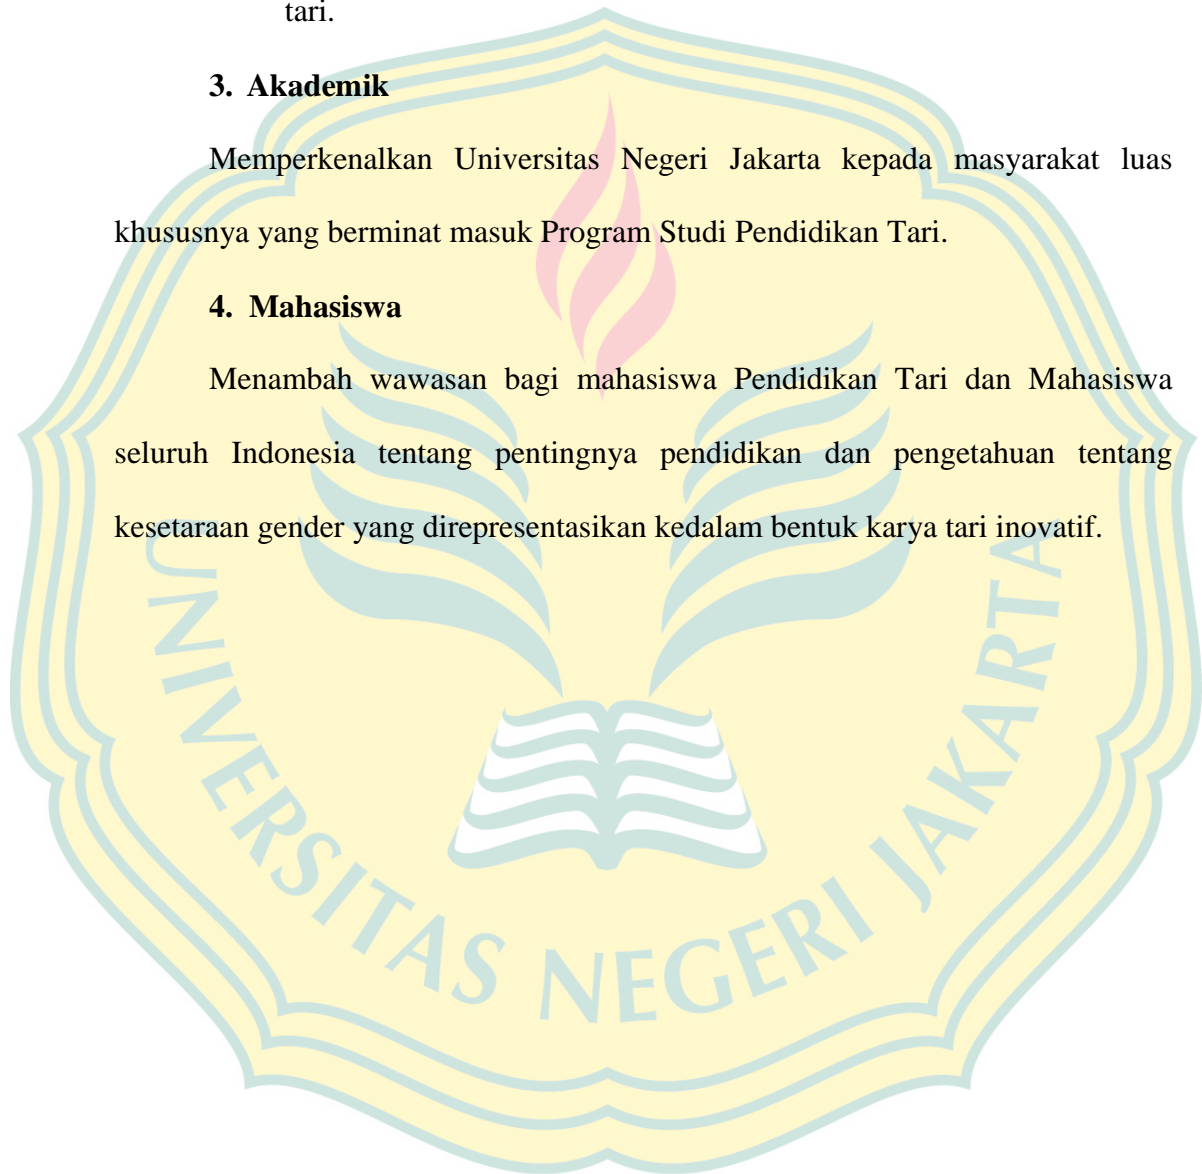 tari.
3. Akademik
Memperkenalkan Universitas Negeri Jakarta kepada masyarakat luas
khususnya yang berminat masuk Program Studi Pendidikan Tari.
4. Mahasiswa
Menambah wawasan bagi mahasiswa Pendidikan Tari dan Mahasiswa
seluruh Indonesia tentang pentingnya pendidikan dan pengetahuan tentang
kesetaraan gender yang direpresentasikan kedalam bentuk karya tari inovatif.
UNIVERSITAS NEGERI JAKARTA